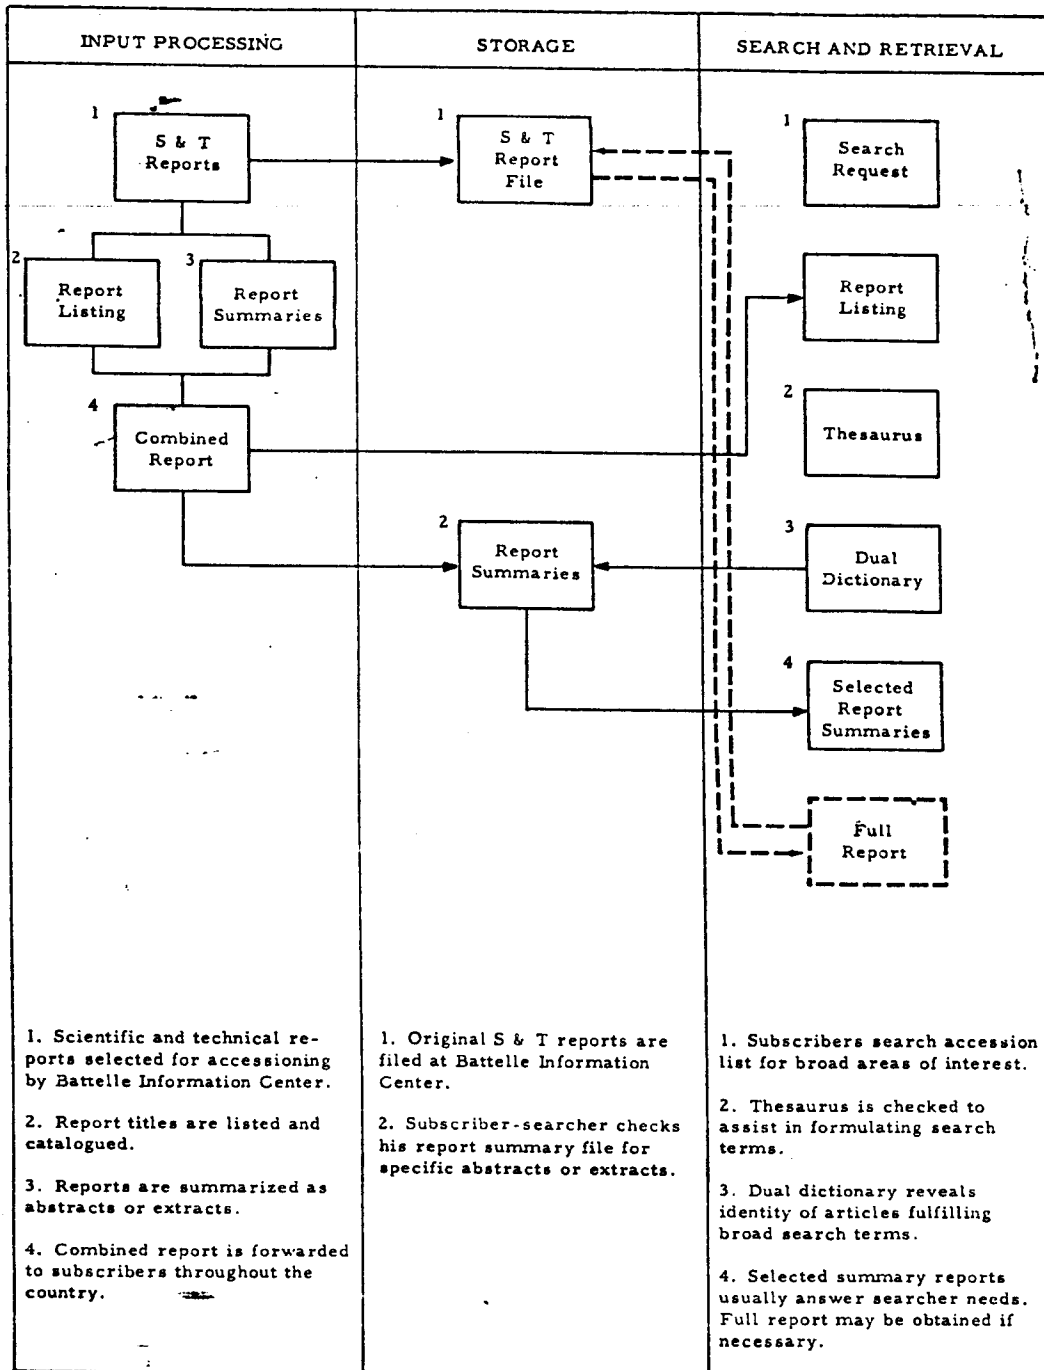 INPUT PROCESSING
STORAGE
SEARCH AND RETRIEVAL
1
S & T
Reports
2
Report
Listing
3
Report
Summaries
4
Combined
Report
1
S & T
Report
File
2
Report
Summaries
1
Search
Request
Report
Listing
2
Thesaurus
3
Dual
Dictionary
4
Selected
Report
Summaries
Full
Report
1. Scientific and technical re-
ports selected for accessioning
by Battelle Information Center.
2. Report titles are listed and
catalogued.
3. Reports are summarized as
abstracts or extracts.
4. Combined report is forwarded
to subscribers throughout the
country.
1. Original S & T reports are
filed at Battelle Information
Center.
2. Subscriber-searcher checks
his report summary file for
specific abstracts or extracts.
1. Subscribers search accession
list for broad areas of interest.
2. Thesaurus is checked to
assist in formulating search
terms.
3. Dual dictionary reveals
identity of articles fulfilling
broad search terms.
4. Selected summary reports
usually answer searcher needs.
Full report may be obtained if
necessary.